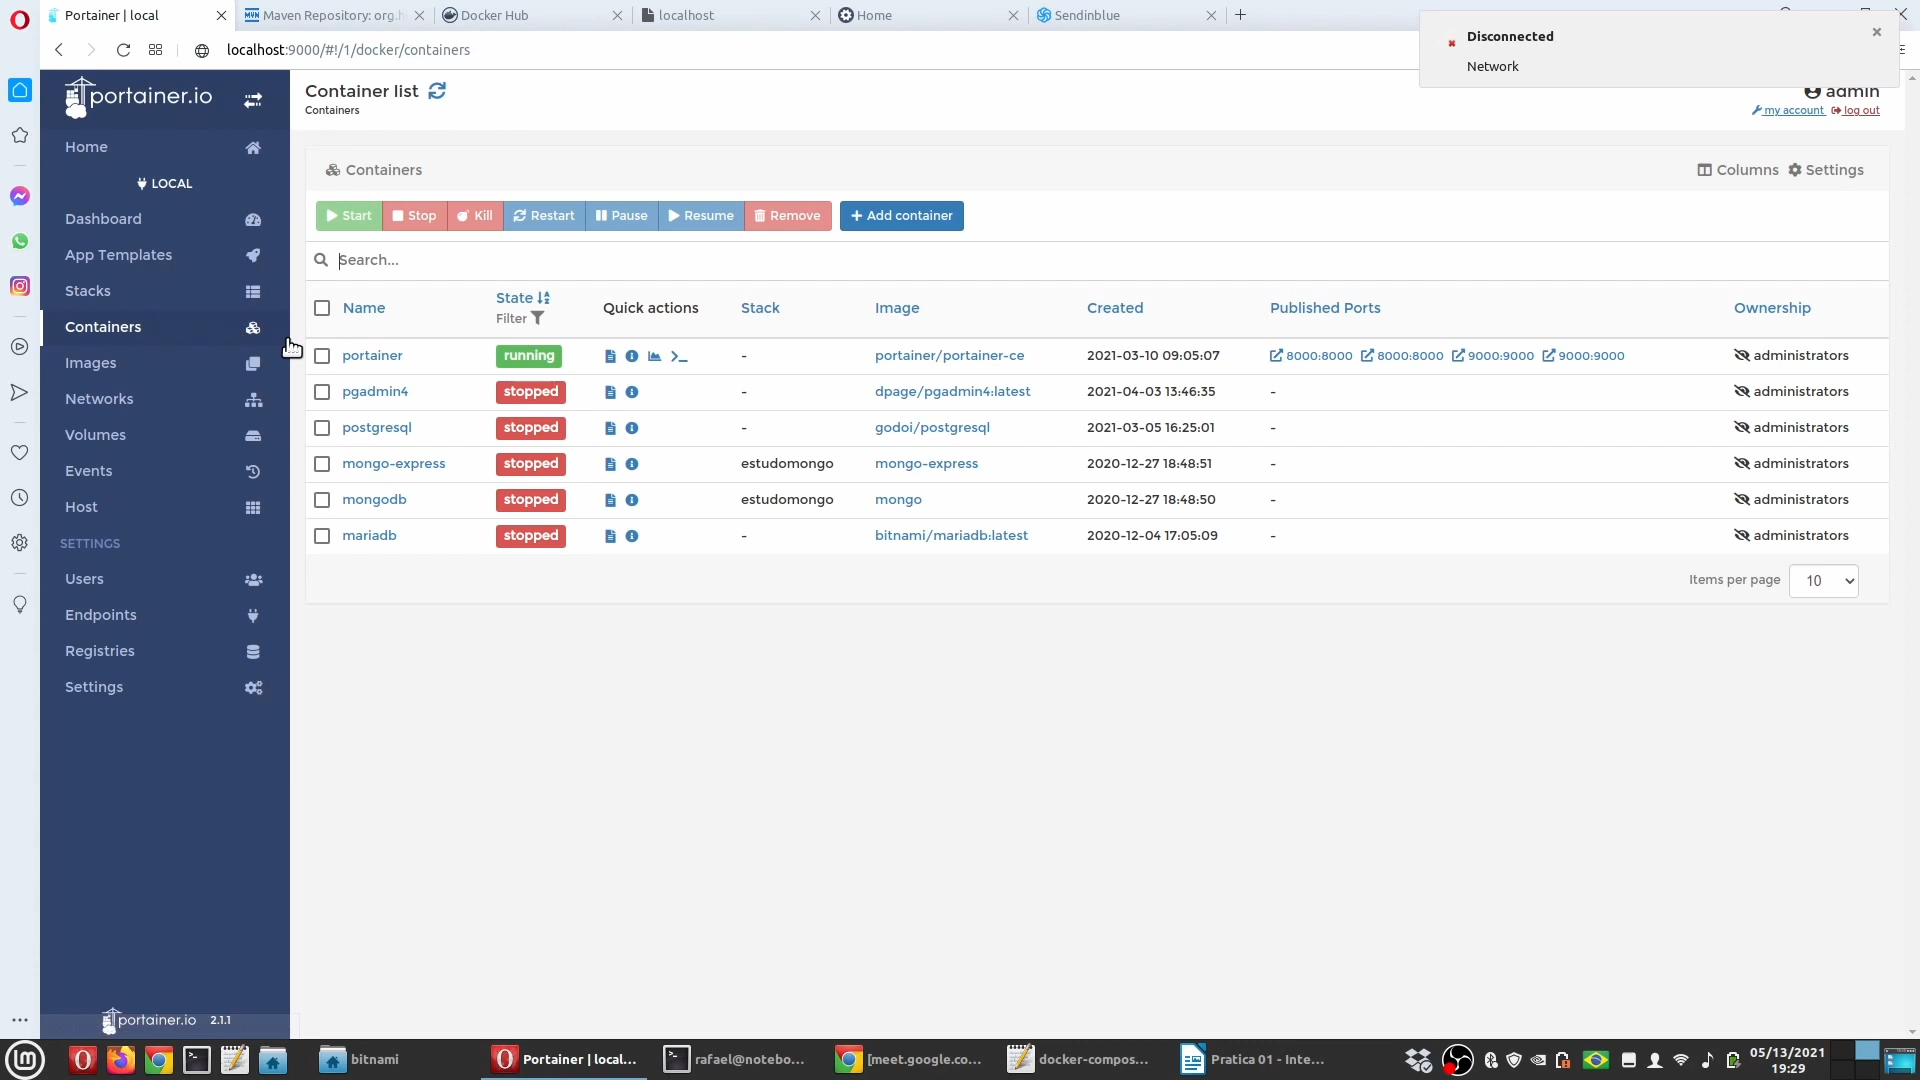 Portainer | local
Maven Repository: org.h
Docker Hub
localhost
Home
Sendinblue
localhost:9000/#!/1/docker/containers
Disconnected
Network
portainer.io
Container list
Containers
admin
my account
log out
Home
LOCAL
Dashboard
App Templates
Stacks
Containers
Images
Networks
Volumes
Events
Host
SETTINGS
Users
Endpoints
Registries
Settings
portainer.io 2.1.1
Containers
Columns
Settings
Start
Stop
Kill
Restart
Pause
Resume
Remove
+ Add container
Search...
Name State Filter Quick actions Stack Image Created Published Ports Ownership
portainer running - portainer/portainer-ce 2021-03-10 09:05:07 8000:8000 8000:8000 9000:9000 9000:9000 administrators
pgadmin4 stopped - dpage/pgadmin4:latest 2021-04-03 13:46:35 - administrators
postgresql stopped - godoi/postgresql 2021-03-05 16:25:01 - administrators
mongo-express stopped estudomongo mongo-express 2020-12-27 18:48:51 - administrators
mongodb stopped estudomongo mongo 2020-12-27 18:48:50 - administrators
mariadb stopped - bitnami/mariadb:latest 2020-12-04 17:05:09 - administrators
Items per page 10
bitnami
Portainer | local...
rafael@notebo...
[meet.google.co...
docker-compos...
Pratica 01 - Inte...
05/13/2021
19:29